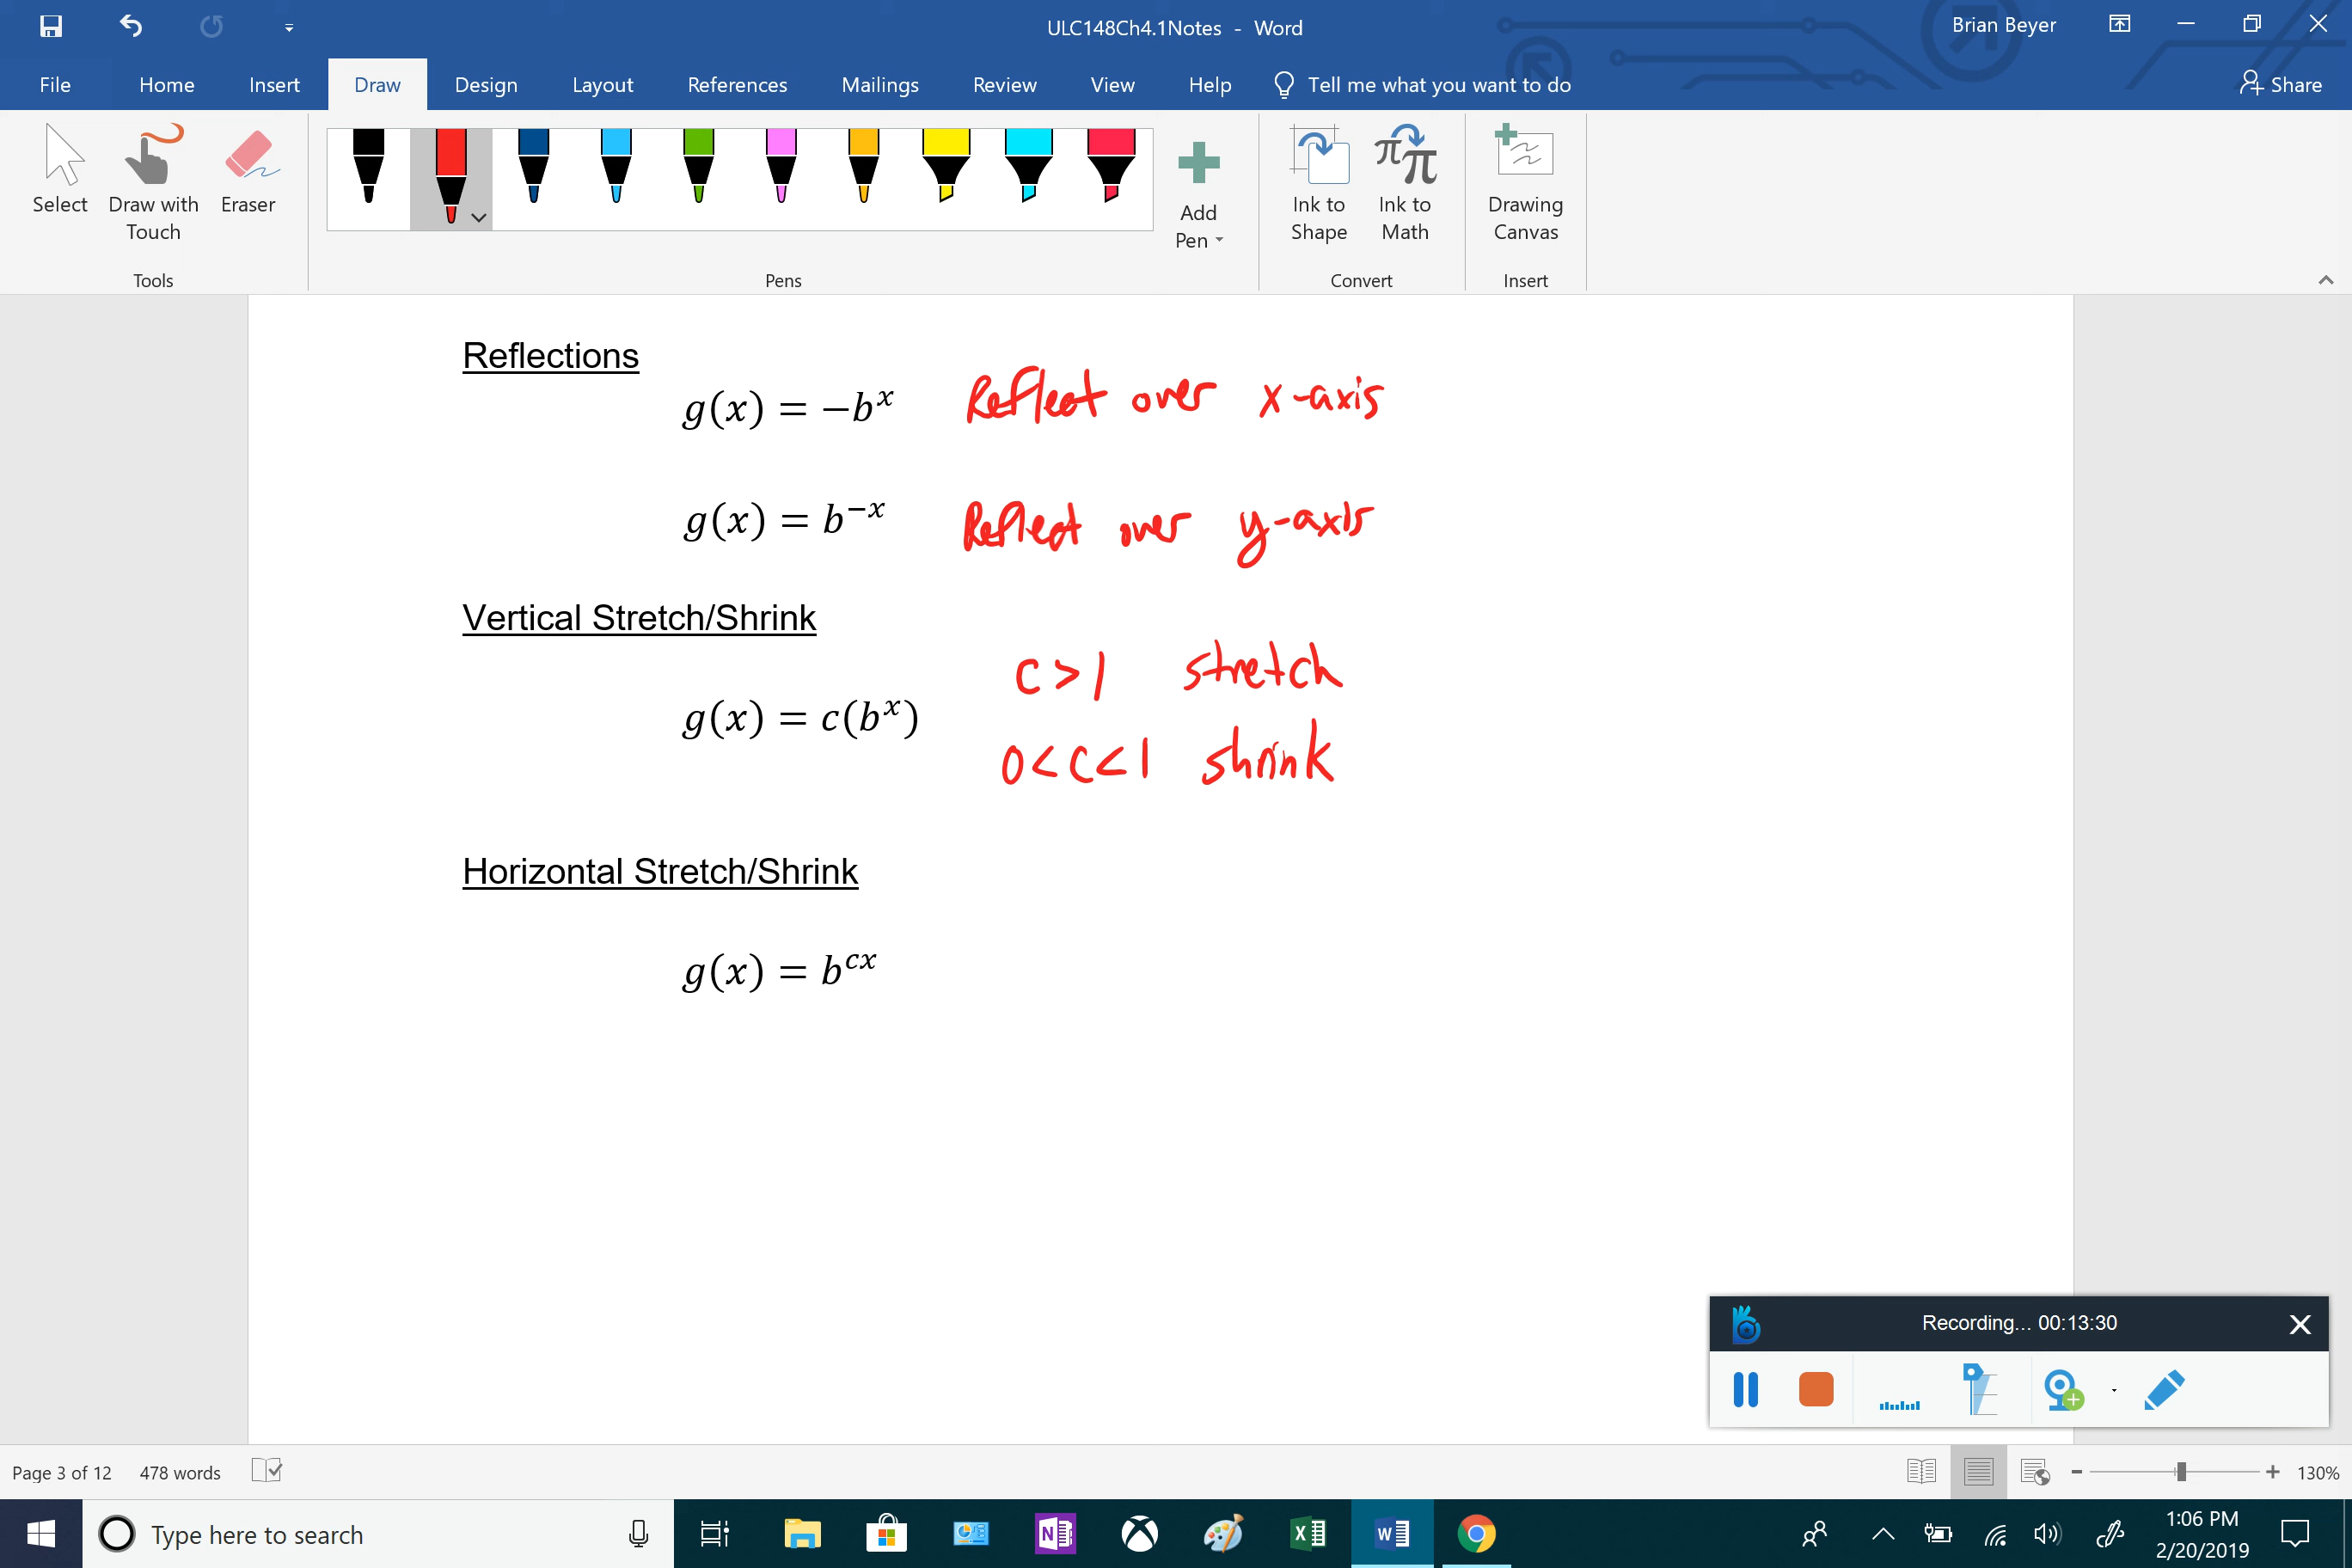 ULC148Ch4.1Notes - Word
Brian Beyer
File Home Insert Draw Design Layout References Mailings Review View Help Tell me what you want to do Share
Select Draw with Touch Eraser
Add Pen
Ink to Shape Ink to Math
Drawing Canvas
Tools Pens Convert Insert
Reflections
g(x) = −b^x Reflect over x-axis
g(x) = b^−x Reflect over y-axis
Vertical Stretch/Shrink
c > 1 stretch
g(x) = c(b^x)
0 < c < 1 shrink
Horizontal Stretch/Shrink
g(x) = b^cx
Recording... 00:13:30
Page 3 of 12 478 words 130%
Type here to search
1:06 PM
2/20/2019